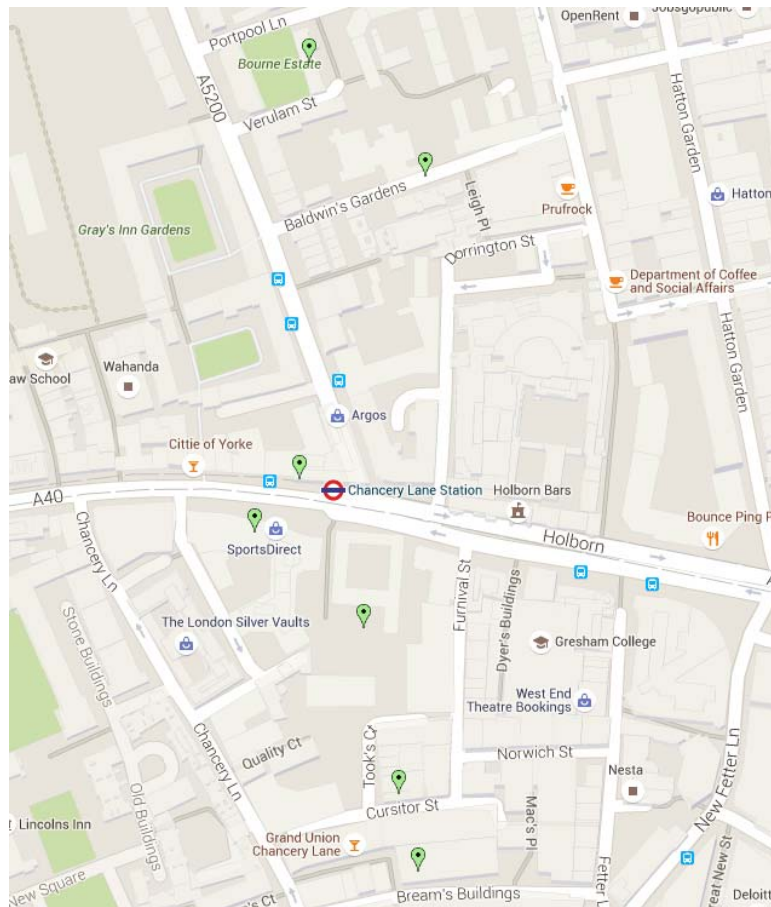 Portpool Ln
OpenRent
Jobsgopublic
Bourne Estate
A5200
Verulam St
Hatton Garden
Baldwin's Gardens
Leigh Pl
Prufrock
Hatton
Gray's Inn Gardens
Dorrington St
Department of Coffee
and Social Affairs
Hatton Garden
aw School
Wahanda
Argos
Cittie of Yorke
Chancery Lane Station
Holborn Bars
A40
Chancery Ln
SportsDirect
Holborn
Bounce Ping P
A
Furnival St
Dyer's Buildings
Stone Buildings
The London Silver Vaults
Gresham College
West End
Theatre Bookings
Chancery Ln
Quality Ct
Took's Ct
Norwich St
New Fetter Ln
Nesta
Old Buildings
Cursitor St
Mac's Pl
Lincolns Inn
Grand Union
Chancery Lane
Fetter L
reat New St
New Square
's Ct
Bream's Buildings
Deloitt